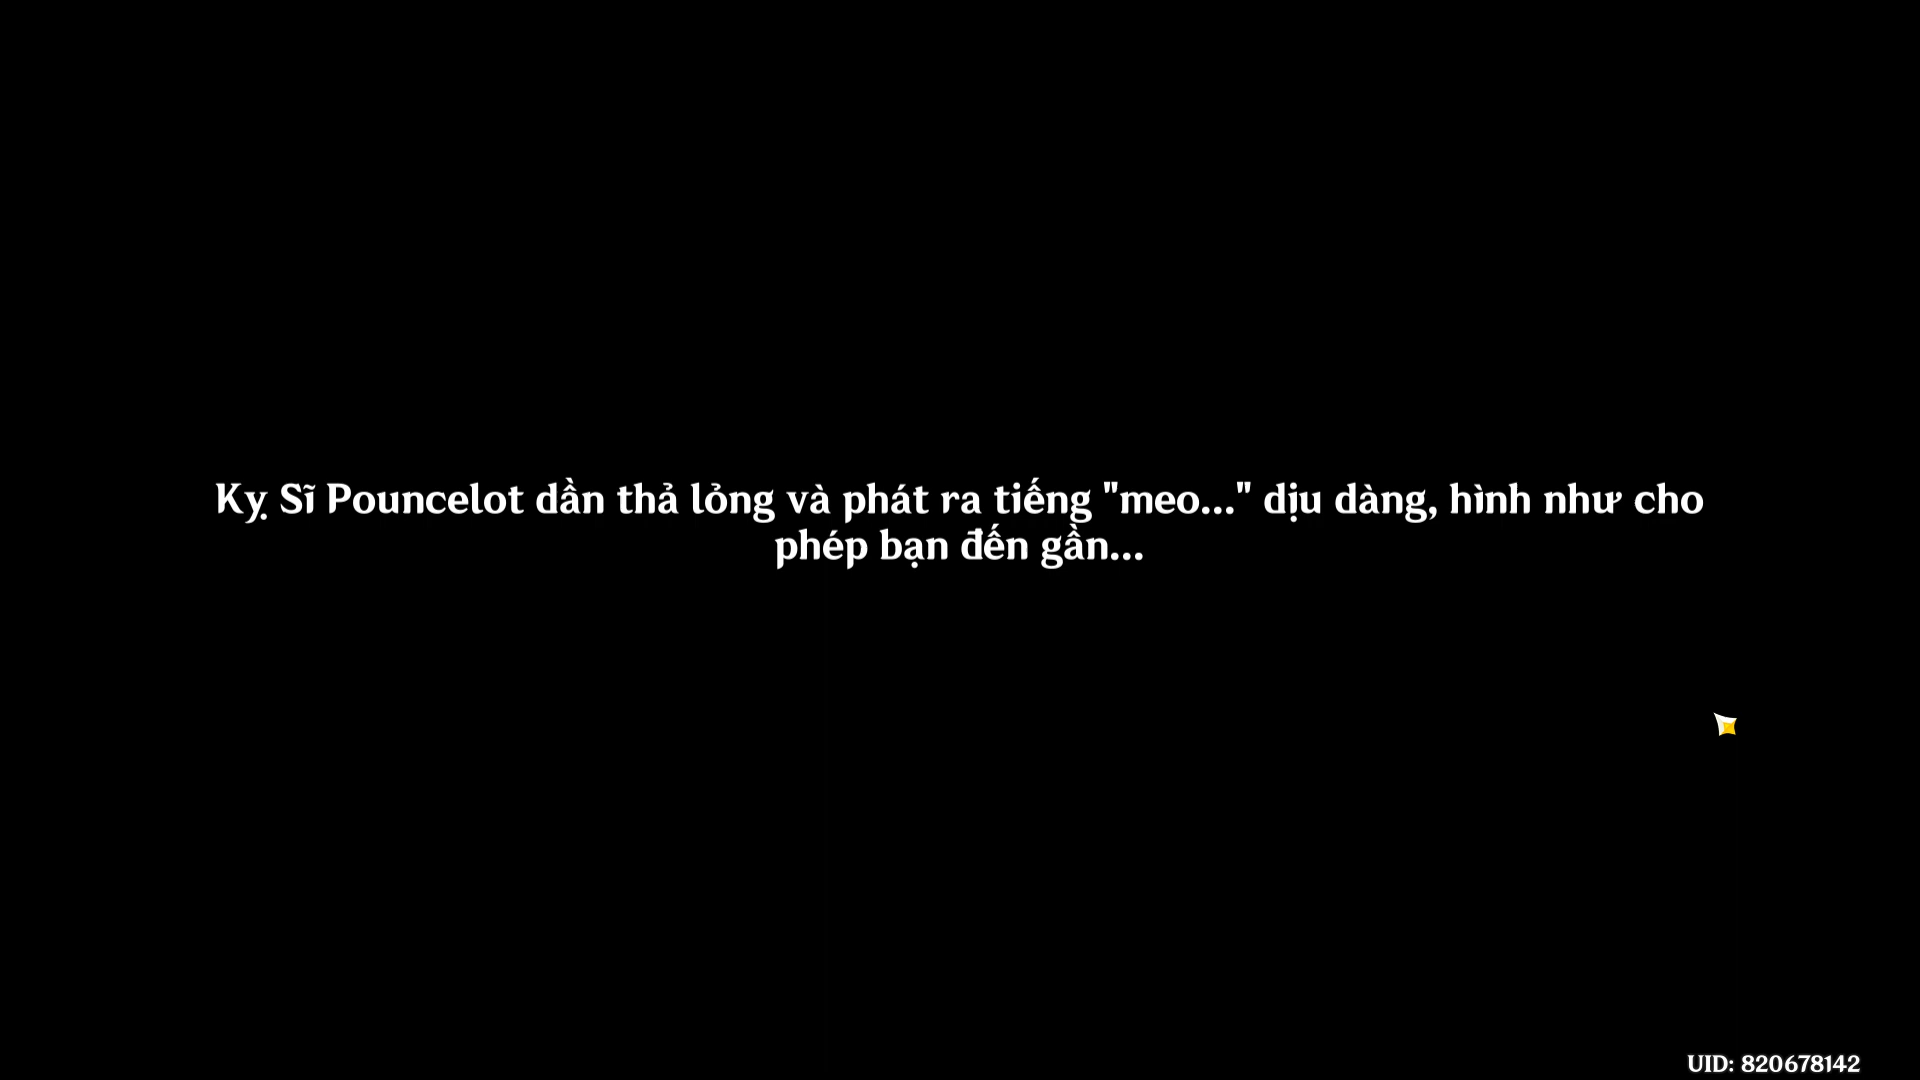 Kỵ Sĩ Pouncelot dần thả lỏng và phát ra tiếng "meo..." dịu dàng, hình như cho
phép bạn đến gần...
UID: 820678142